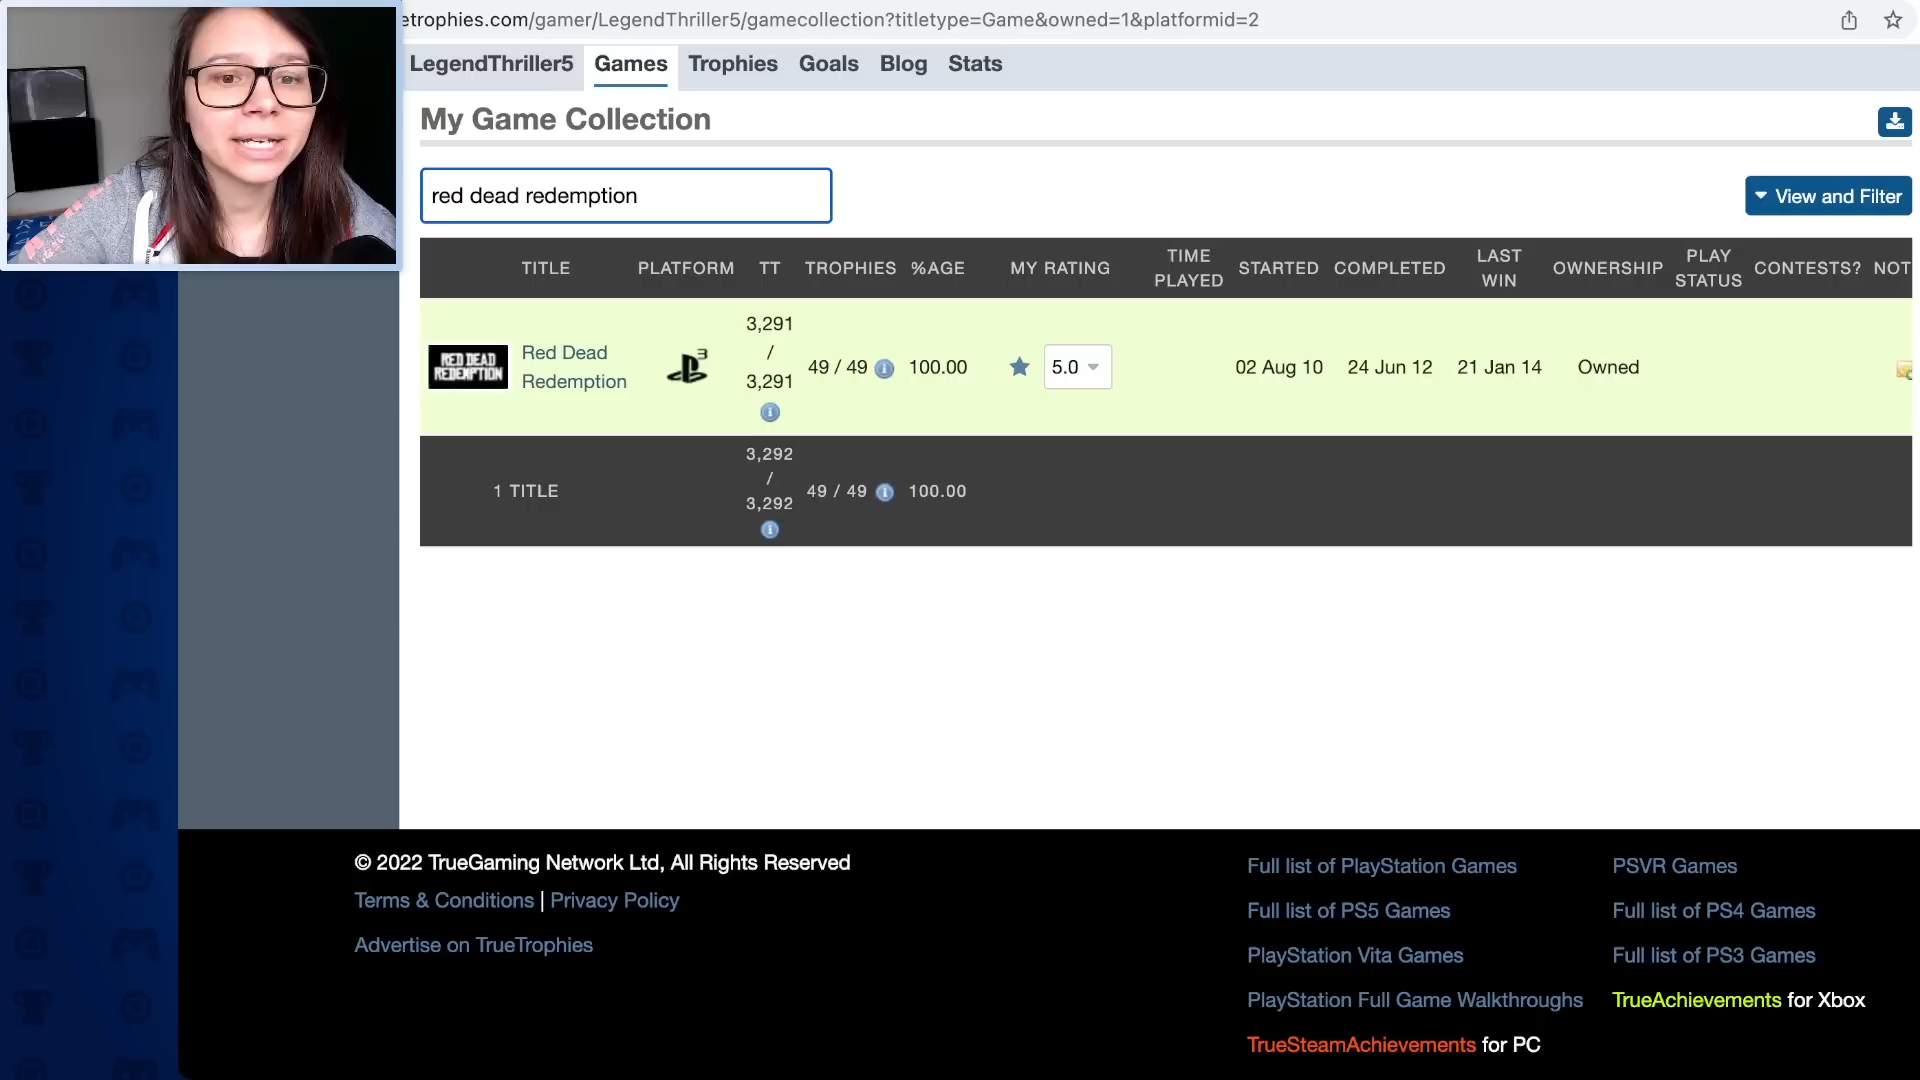 etrophies.com/gamer/LegendThriller5/gamecollection?titletype=Game&owned=1&platformid=2
LegendThriller5 Games Trophies Goals Blog Stats
My Game Collection
red dead redemption
View and Filter
TITLE PLATFORM TT TROPHIES %AGE MY RATING TIME PLAYED STARTED COMPLETED LAST WIN OWNERSHIP PLAY STATUS CONTESTS? NOT
RED DEAD
REDEMPTION
Red Dead
Redemption
3
3,291
/
3,291
49 / 49 100.00 5.0 02 Aug 10 24 Jun 12 21 Jan 14 Owned
1 TITLE
3,292
/
3,292
49 / 49 100.00
© 2022 TrueGaming Network Ltd, All Rights Reserved
Terms & Conditions | Privacy Policy
Advertise on TrueTrophies
Full list of PlayStation Games
Full list of PS5 Games
PlayStation Vita Games
PlayStation Full Game Walkthroughs
TrueSteamAchievements for PC
PSVR Games
Full list of PS4 Games
Full list of PS3 Games
TrueAchievements for Xbox